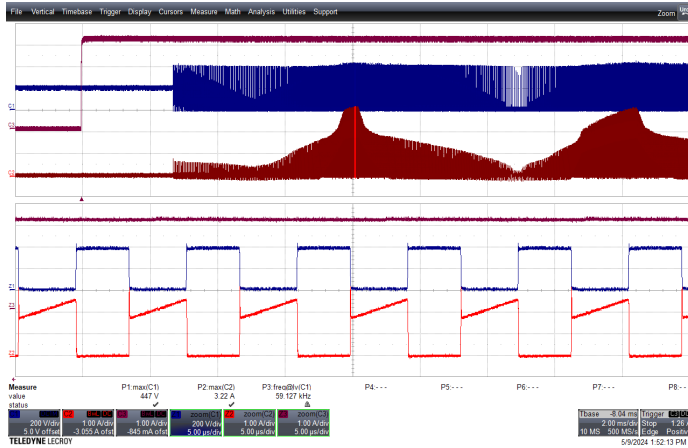 File Vertical Timebase Trigger Display Cursors Measure Math Analysis Utilities Support
Zoom
C1
C3
C2
Z1
Measure P1:max(C1) P2:max(C2) P3:freq@lv(C1) P4:- - - P5:- - - P6:- - - P7:- - - P8:- -
value 447 V 3.22 A 59.127 kHz
status
200 V/div 1.00 A/div 1.00 A/div 200 V/div 1.00 A/div 1.00 A/div
5.0 V offset -3.055 A ofst -845 mA ofst 5.00 µs/div 5.00 µs/div 5.00 µs/div
zoom(C1) Z2 zoom(C2) Z3 zoom(C3)
Tbase -8.04 ms Trigger
2.00 ms/div Stop 1.26
10 MS 500 MS/s Edge Positiv
TELEDYNE LECROY
5/9/2024 1:52:13 PM